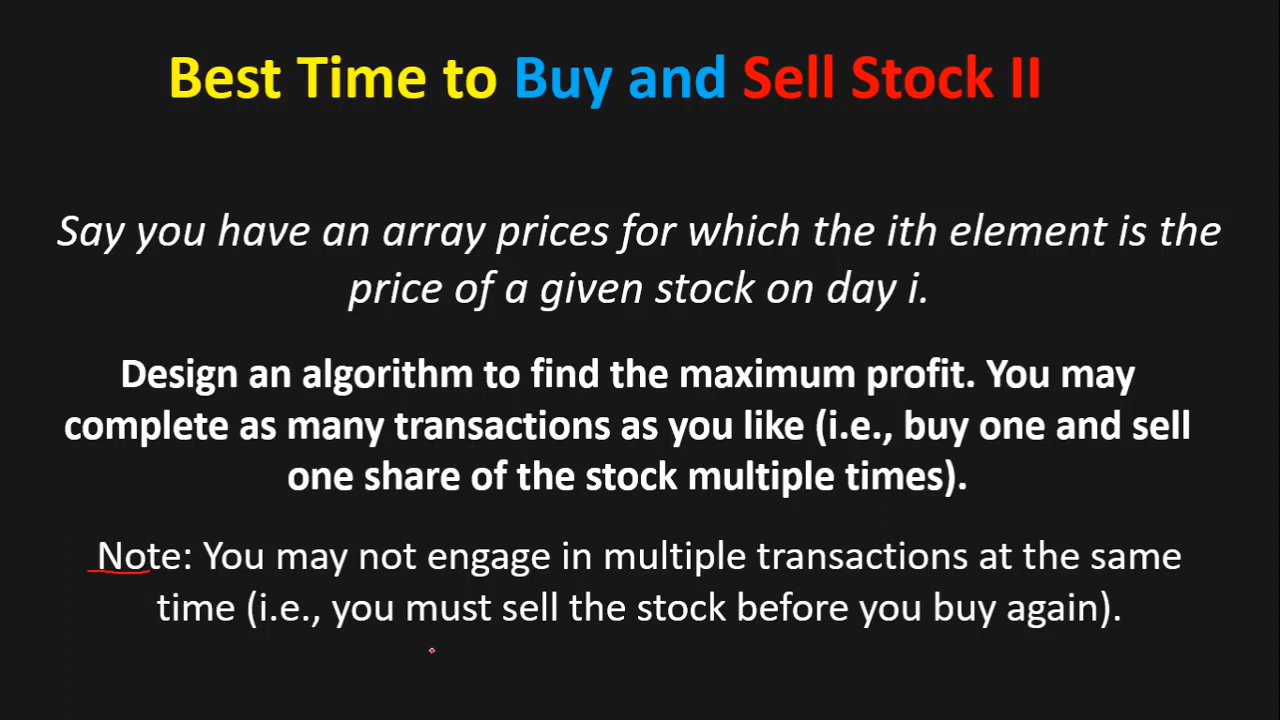 Best Time to Buy and Sell Stock II
Say you have an array prices for which the ith element is the
price of a given stock on day i.
Design an algorithm to find the maximum profit. You may
complete as many transactions as you like (i.e., buy one and sell
one share of the stock multiple times).
Note: You may not engage in multiple transactions at the same
time (i.e., you must sell the stock before you buy again).